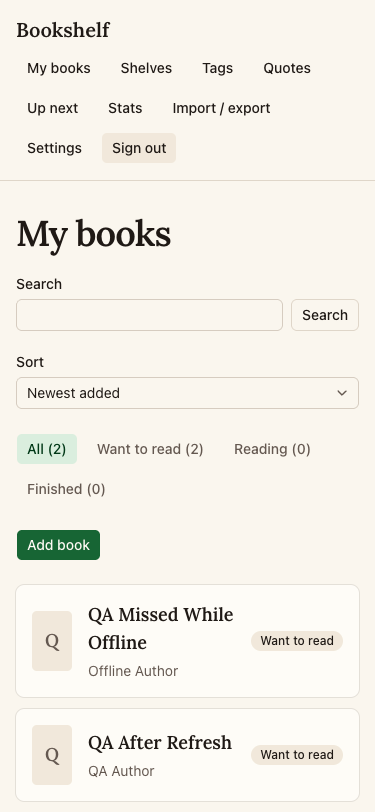 Bookshelf
My books Shelves Tags Quotes
Up next Stats Import / export
Settings Sign out
My books
Search
Search
Sort
Newest added
All (2) Want to read (2) Reading (0)
Finished (0)
Add book
Q
QA Missed While
Offline
Offline Author
Want to read
Q
QA After Refresh
QA Author
Want to read